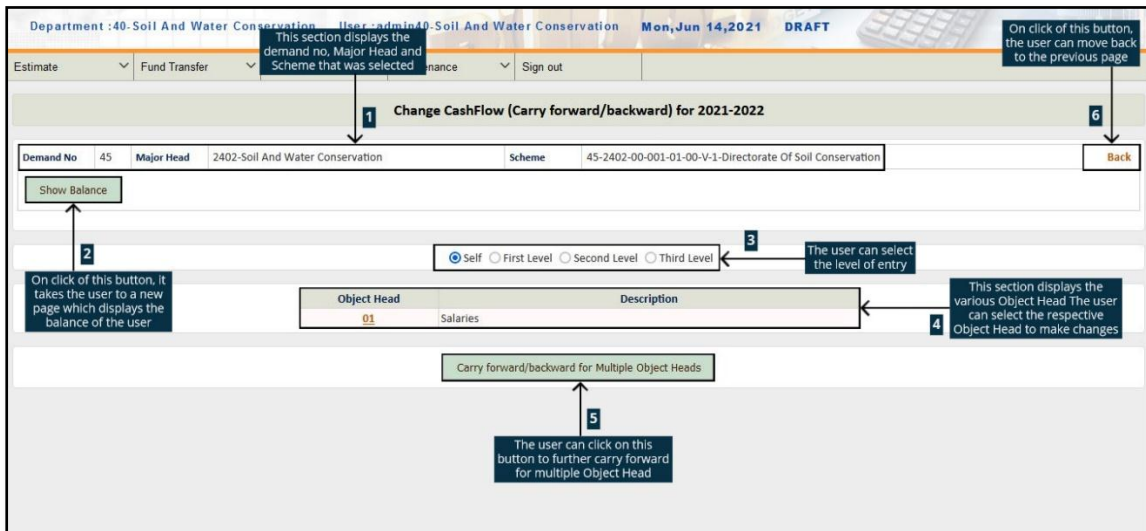 Department :40-Soil And Water Conservation User :admin40-Soil And Water Conservation Mon,Jun 14,2021 DRAFT
This section displays the
demand no, Major Head and
Scheme that was selected
On click of this button,
the user can move back
to the previous page
Estimate Fund Transfer enance Sign out
Change CashFlow (Carry forward/backward) for 2021-2022
1
6
Demand No 45 Major Head 2402-Soil And Water Conservation Scheme 45-2402-00-001-01-00-V-1-Directorate Of Soil Conservation Back
Show Balance
2
On click of this button, it
takes the user to a new
page which displays the
balance of the user
Self First Level Second Level Third Level
3
The user can select
the level of entry
Object Head Description
01 Salaries
This section displays the
various Object Head The user
can select the respective
Object Head to make changes
4
Carry forward/backward for Multiple Object Heads
5
The user can click on this
button to further carry forward
for multiple Object Head